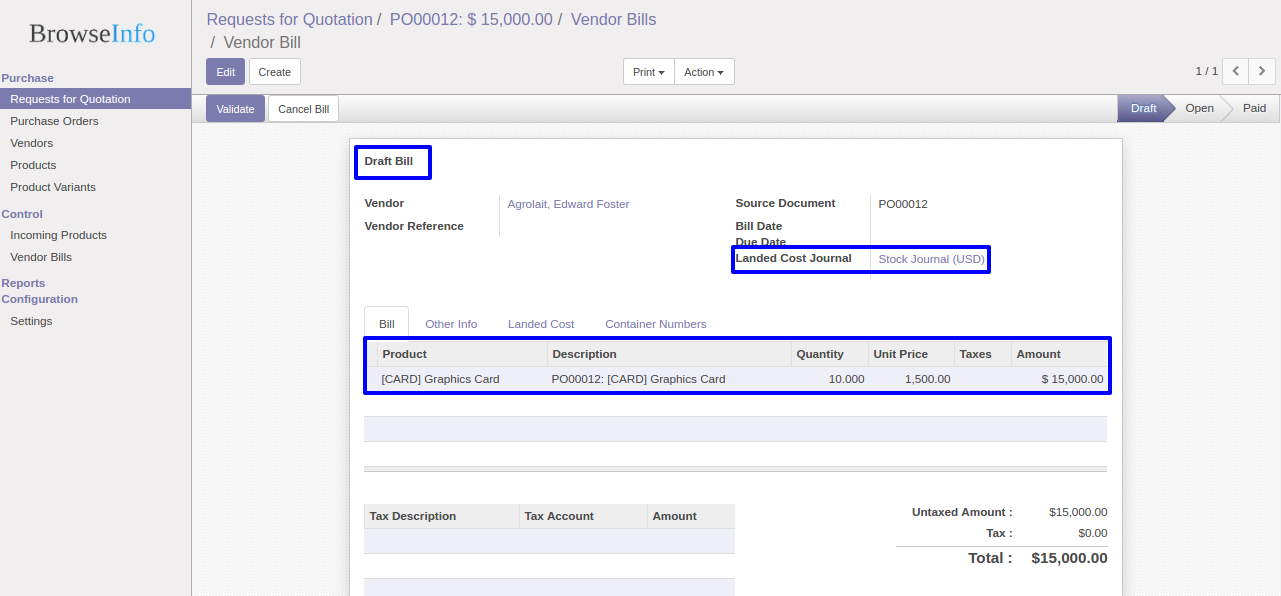 BrowseInfo
Purchase
Requests for Quotation
Purchase Orders
Vendors
Products
Product Variants
Control
Incoming Products
Vendor Bills
Reports
Configuration
Settings
Requests for Quotation / PO00012: $ 15,000.00 / Vendor Bills
/ Vendor Bill
Edit Create Print Action 1 / 1
Validate Cancel Bill Draft Open Paid
Draft Bill
Vendor Agrolait, Edward Foster
Vendor Reference
Source Document PO00012
Bill Date
Due Date
Landed Cost Journal Stock Journal (USD)
Bill Other Info Landed Cost Container Numbers
Product Description Quantity Unit Price Taxes Amount
[CARD] Graphics Card PO00012: [CARD] Graphics Card 10.000 1,500.00 $ 15,000.00
Tax Description Tax Account Amount
Untaxed Amount : $15,000.00
Tax : $0.00
Total : $15,000.00